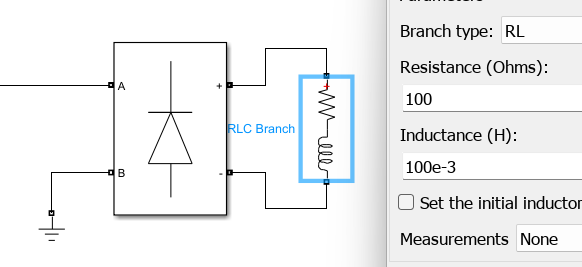 Parameters
Branch type: RL
Resistance (Ohms):
100
Inductance (H):
100e-3
Set the initial inductor
Measurements None
A
+
RLC Branch
B
-